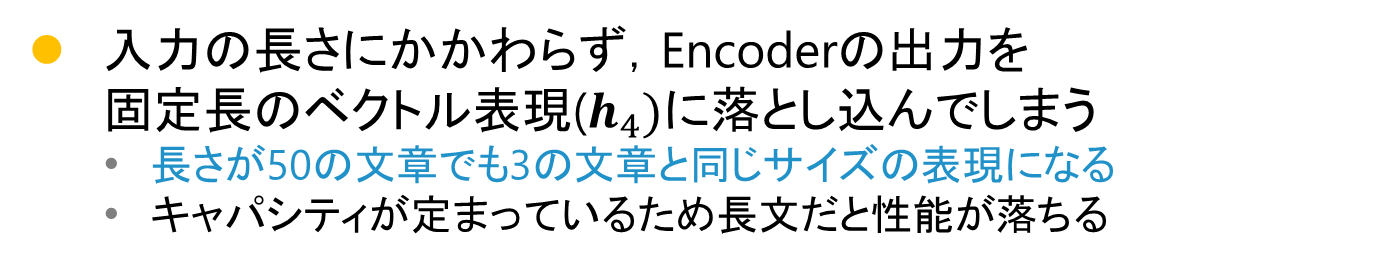 ● 入力の長さにかかわらず，Encoderの出力を
固定長のベクトル表現(𝒉₄)に落とし込んでしまう
• 長さが50の文章でも3の文章と同じサイズの表現になる
• キャパシティが定まっているため長文だと性能が落ちる